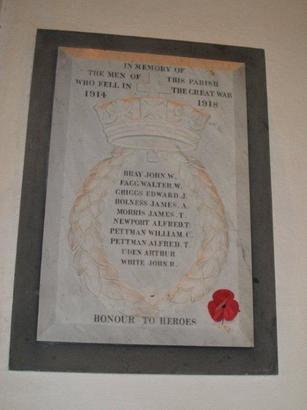 IN MEMORY OF
THE MEN OF THIS PARISH
WHO FELL IN THE GREAT WAR
1914 1918
BRAY JOHN W.
FAGG WALTER W.
GRIGGS EDWARD J.
HOLNESS JAMES A.
MORRIS JAMES T.
NEWPORT ALFRED T.
PETTMAN WILLIAM C.
PETTMAN ALFRED T.
UDEN ARTHUR
WHITE JOHN R.
HONOUR TO HEROES